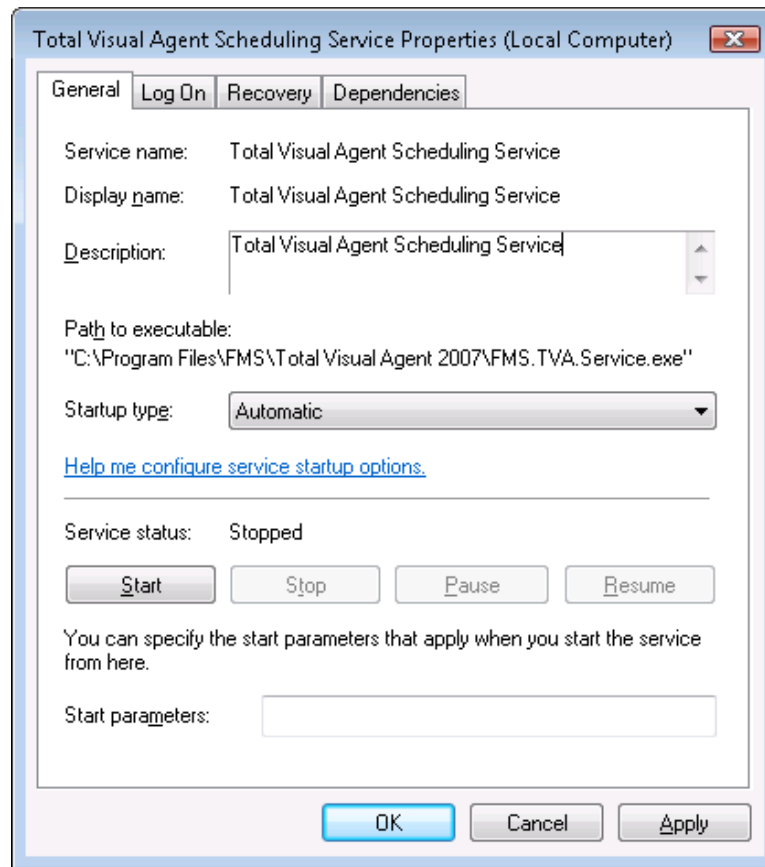 Total Visual Agent Scheduling Service Properties (Local Computer)
General Log On Recovery Dependencies
Service name: Total Visual Agent Scheduling Service
Display name: Total Visual Agent Scheduling Service
Description: Total Visual Agent Scheduling Service
Path to executable:
"C:\Program Files\FMS\Total Visual Agent 2007\FMS.TVA.Service.exe"
Startup type: Automatic
Help me configure service startup options.
Service status: Stopped
Start Stop Pause Resume
You can specify the start parameters that apply when you start the service
from here.
Start parameters:
OK Cancel Apply